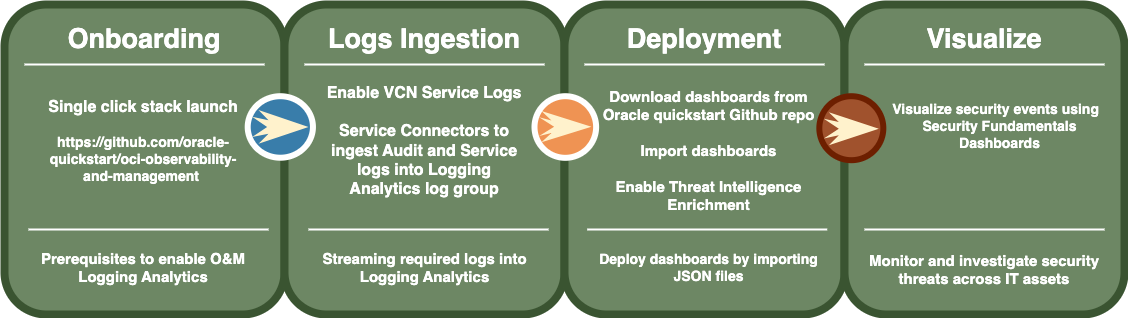 Onboarding
Single click stack launch
https://github.com/oracle-
quickstart/oci-observability-
and-management
Prerequisites to enable O&M
Logging Analytics
Logs Ingestion
Enable VCN Service Logs
Service Connectors to
ingest Audit and Service
logs into Logging
Analytics log group
Streaming required logs into
Logging Analytics
Deployment
Download dashboards from
Oracle quickstart Github repo
Import dashboards
Enable Threat Intelligence
Enrichment
Deploy dashboards by importing
JSON files
Visualize
Visualize security events using
Security Fundamentals
Dashboards
Monitor and investigate security
threats across IT assets